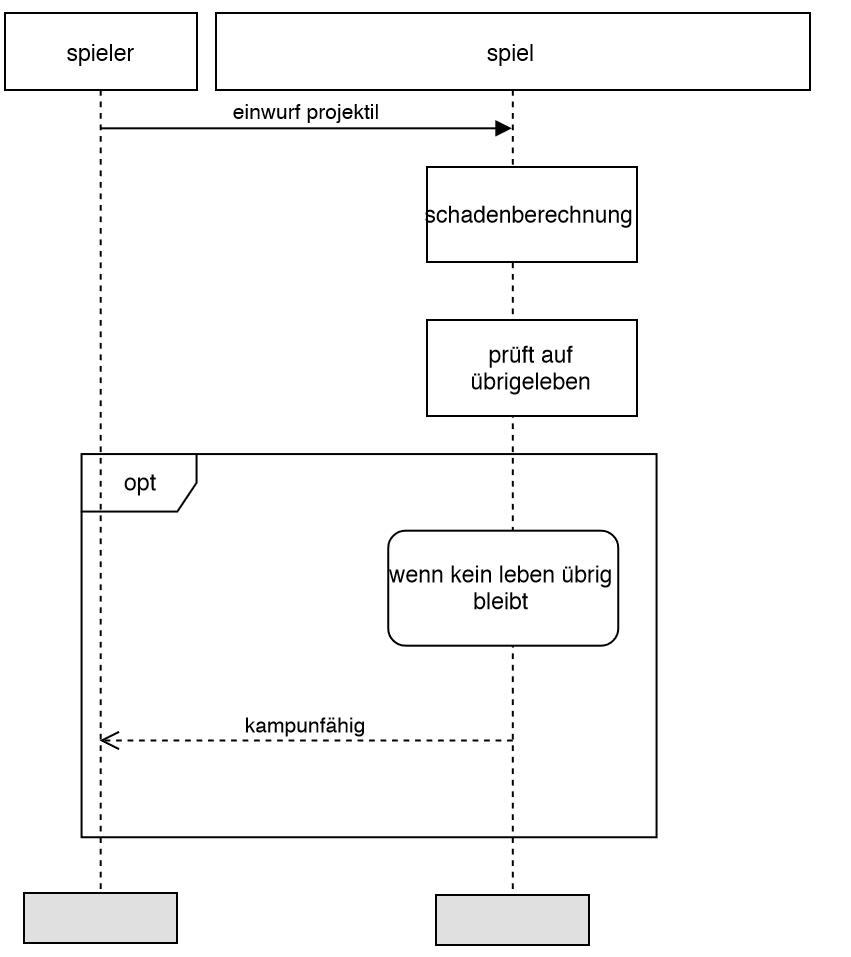 spieler
spiel
einwurf projektil
schadenberechnung
prüft auf
übrigeleben
opt
wenn kein leben übrig
bleibt
kampunfähig